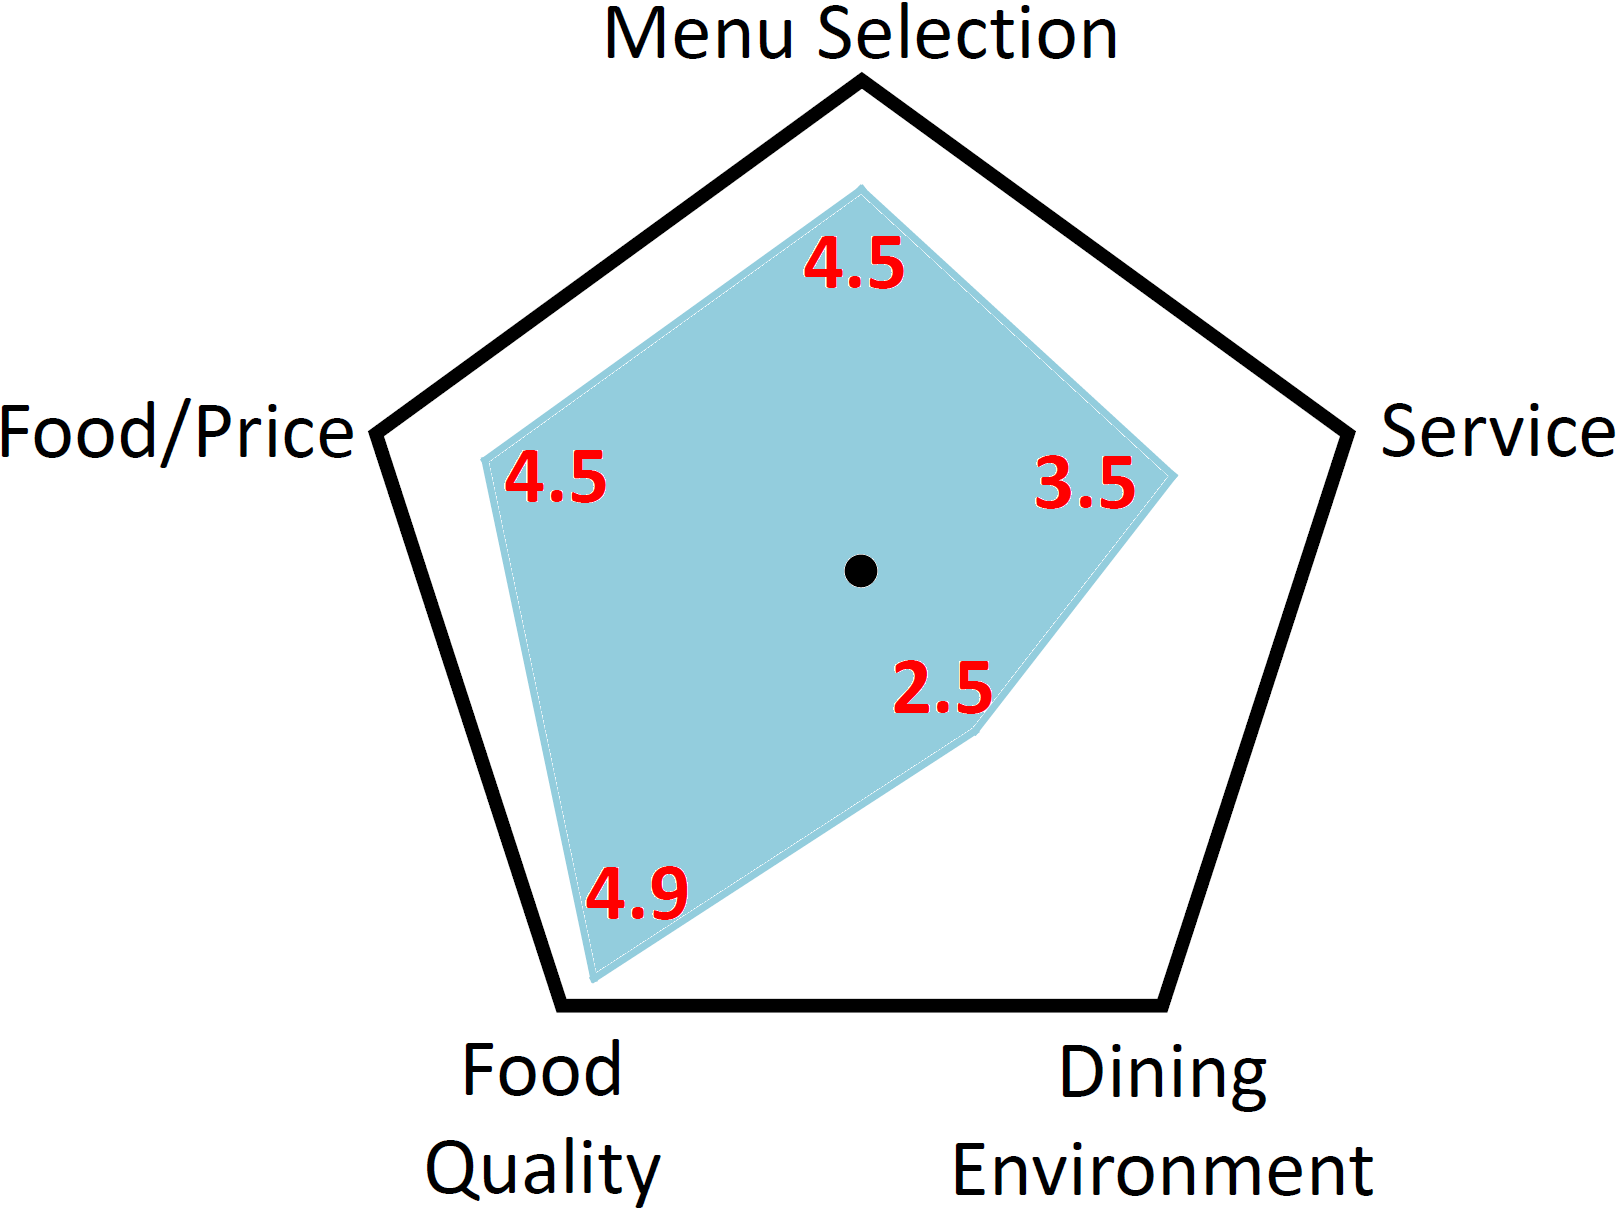 Menu Selection
4.5
Food/Price
4.5
3.5
Service
2.5
4.9
Food
Quality
Dining
Environment